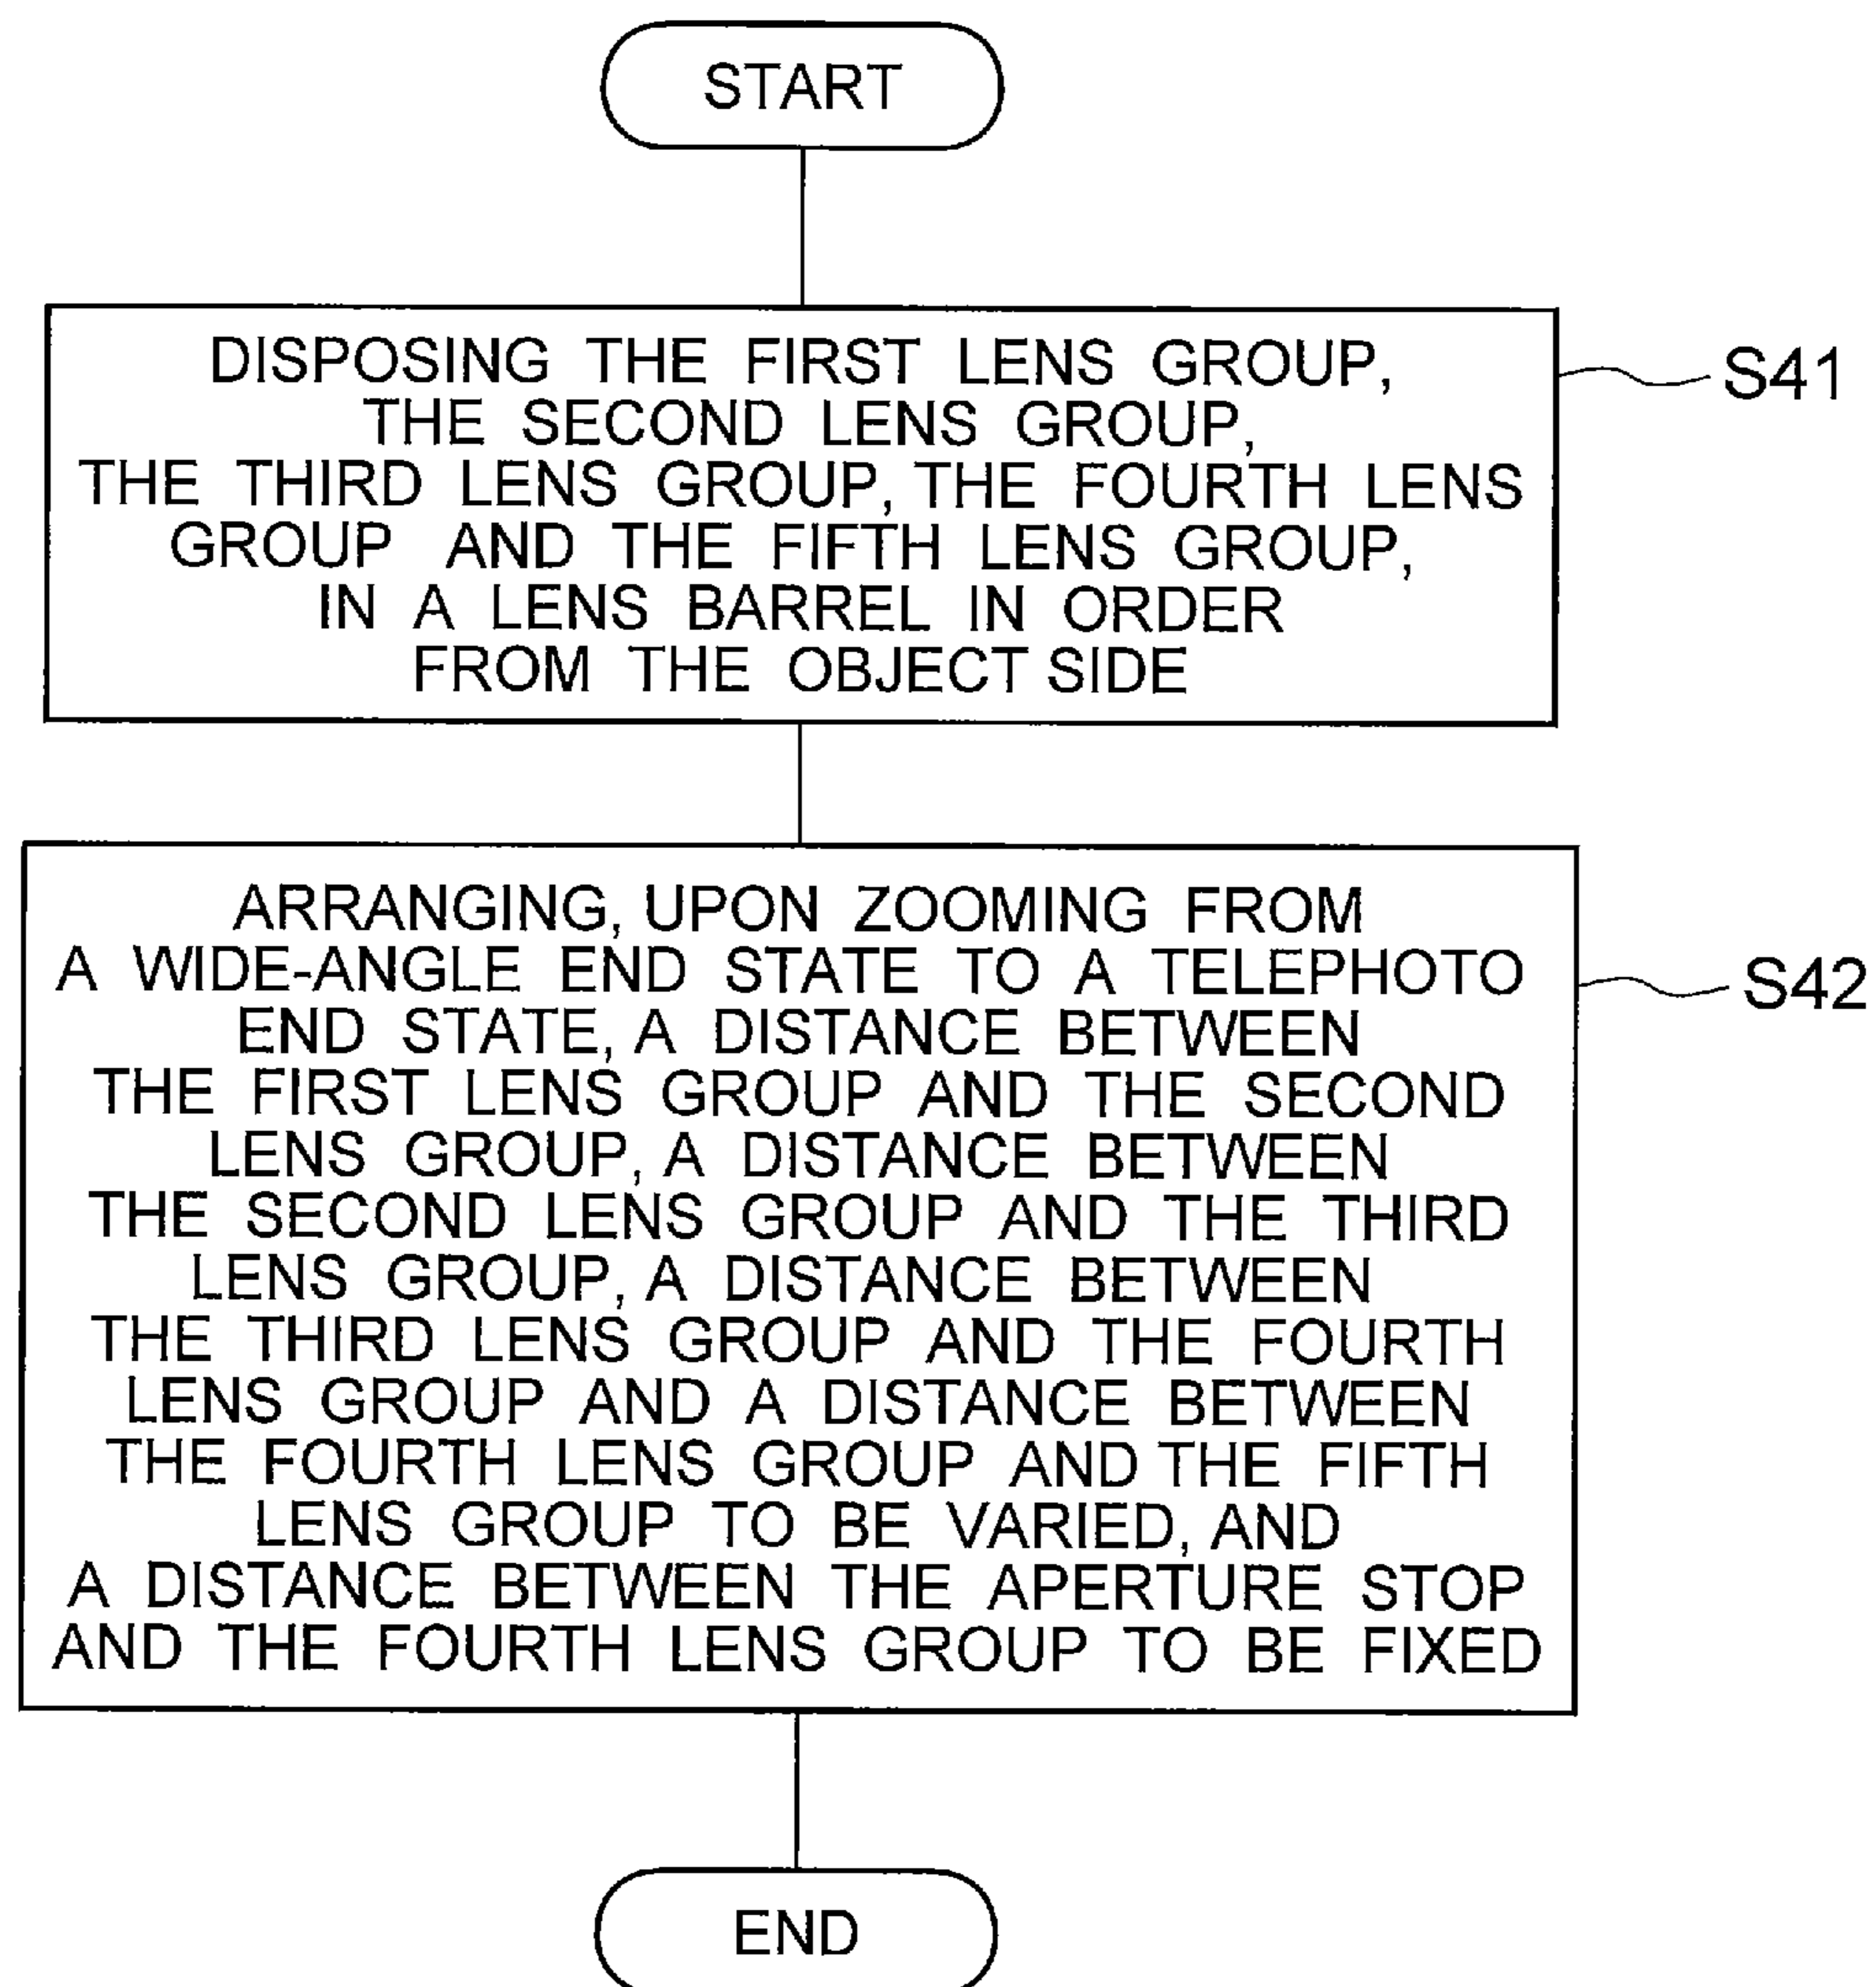 START
DISPOSING THE FIRST LENS GROUP,
THE SECOND LENS GROUP,
THE THIRD LENS GROUP, THE FOURTH LENS
GROUP AND THE FIFTH LENS GROUP,
IN A LENS BARREL IN ORDER
FROM THE OBJECT SIDE
S41
ARRANGING, UPON ZOOMING FROM
A WIDE-ANGLE END STATE TO A TELEPHOTO
END STATE, A DISTANCE BETWEEN
THE FIRST LENS GROUP AND THE SECOND
LENS GROUP, A DISTANCE BETWEEN
THE SECOND LENS GROUP AND THE THIRD
LENS GROUP, A DISTANCE BETWEEN
THE THIRD LENS GROUP AND THE FOURTH
LENS GROUP AND A DISTANCE BETWEEN
THE FOURTH LENS GROUP AND THE FIFTH
LENS GROUP TO BE VARIED, AND
A DISTANCE BETWEEN THE APERTURE STOP
AND THE FOURTH LENS GROUP TO BE FIXED
S42
END